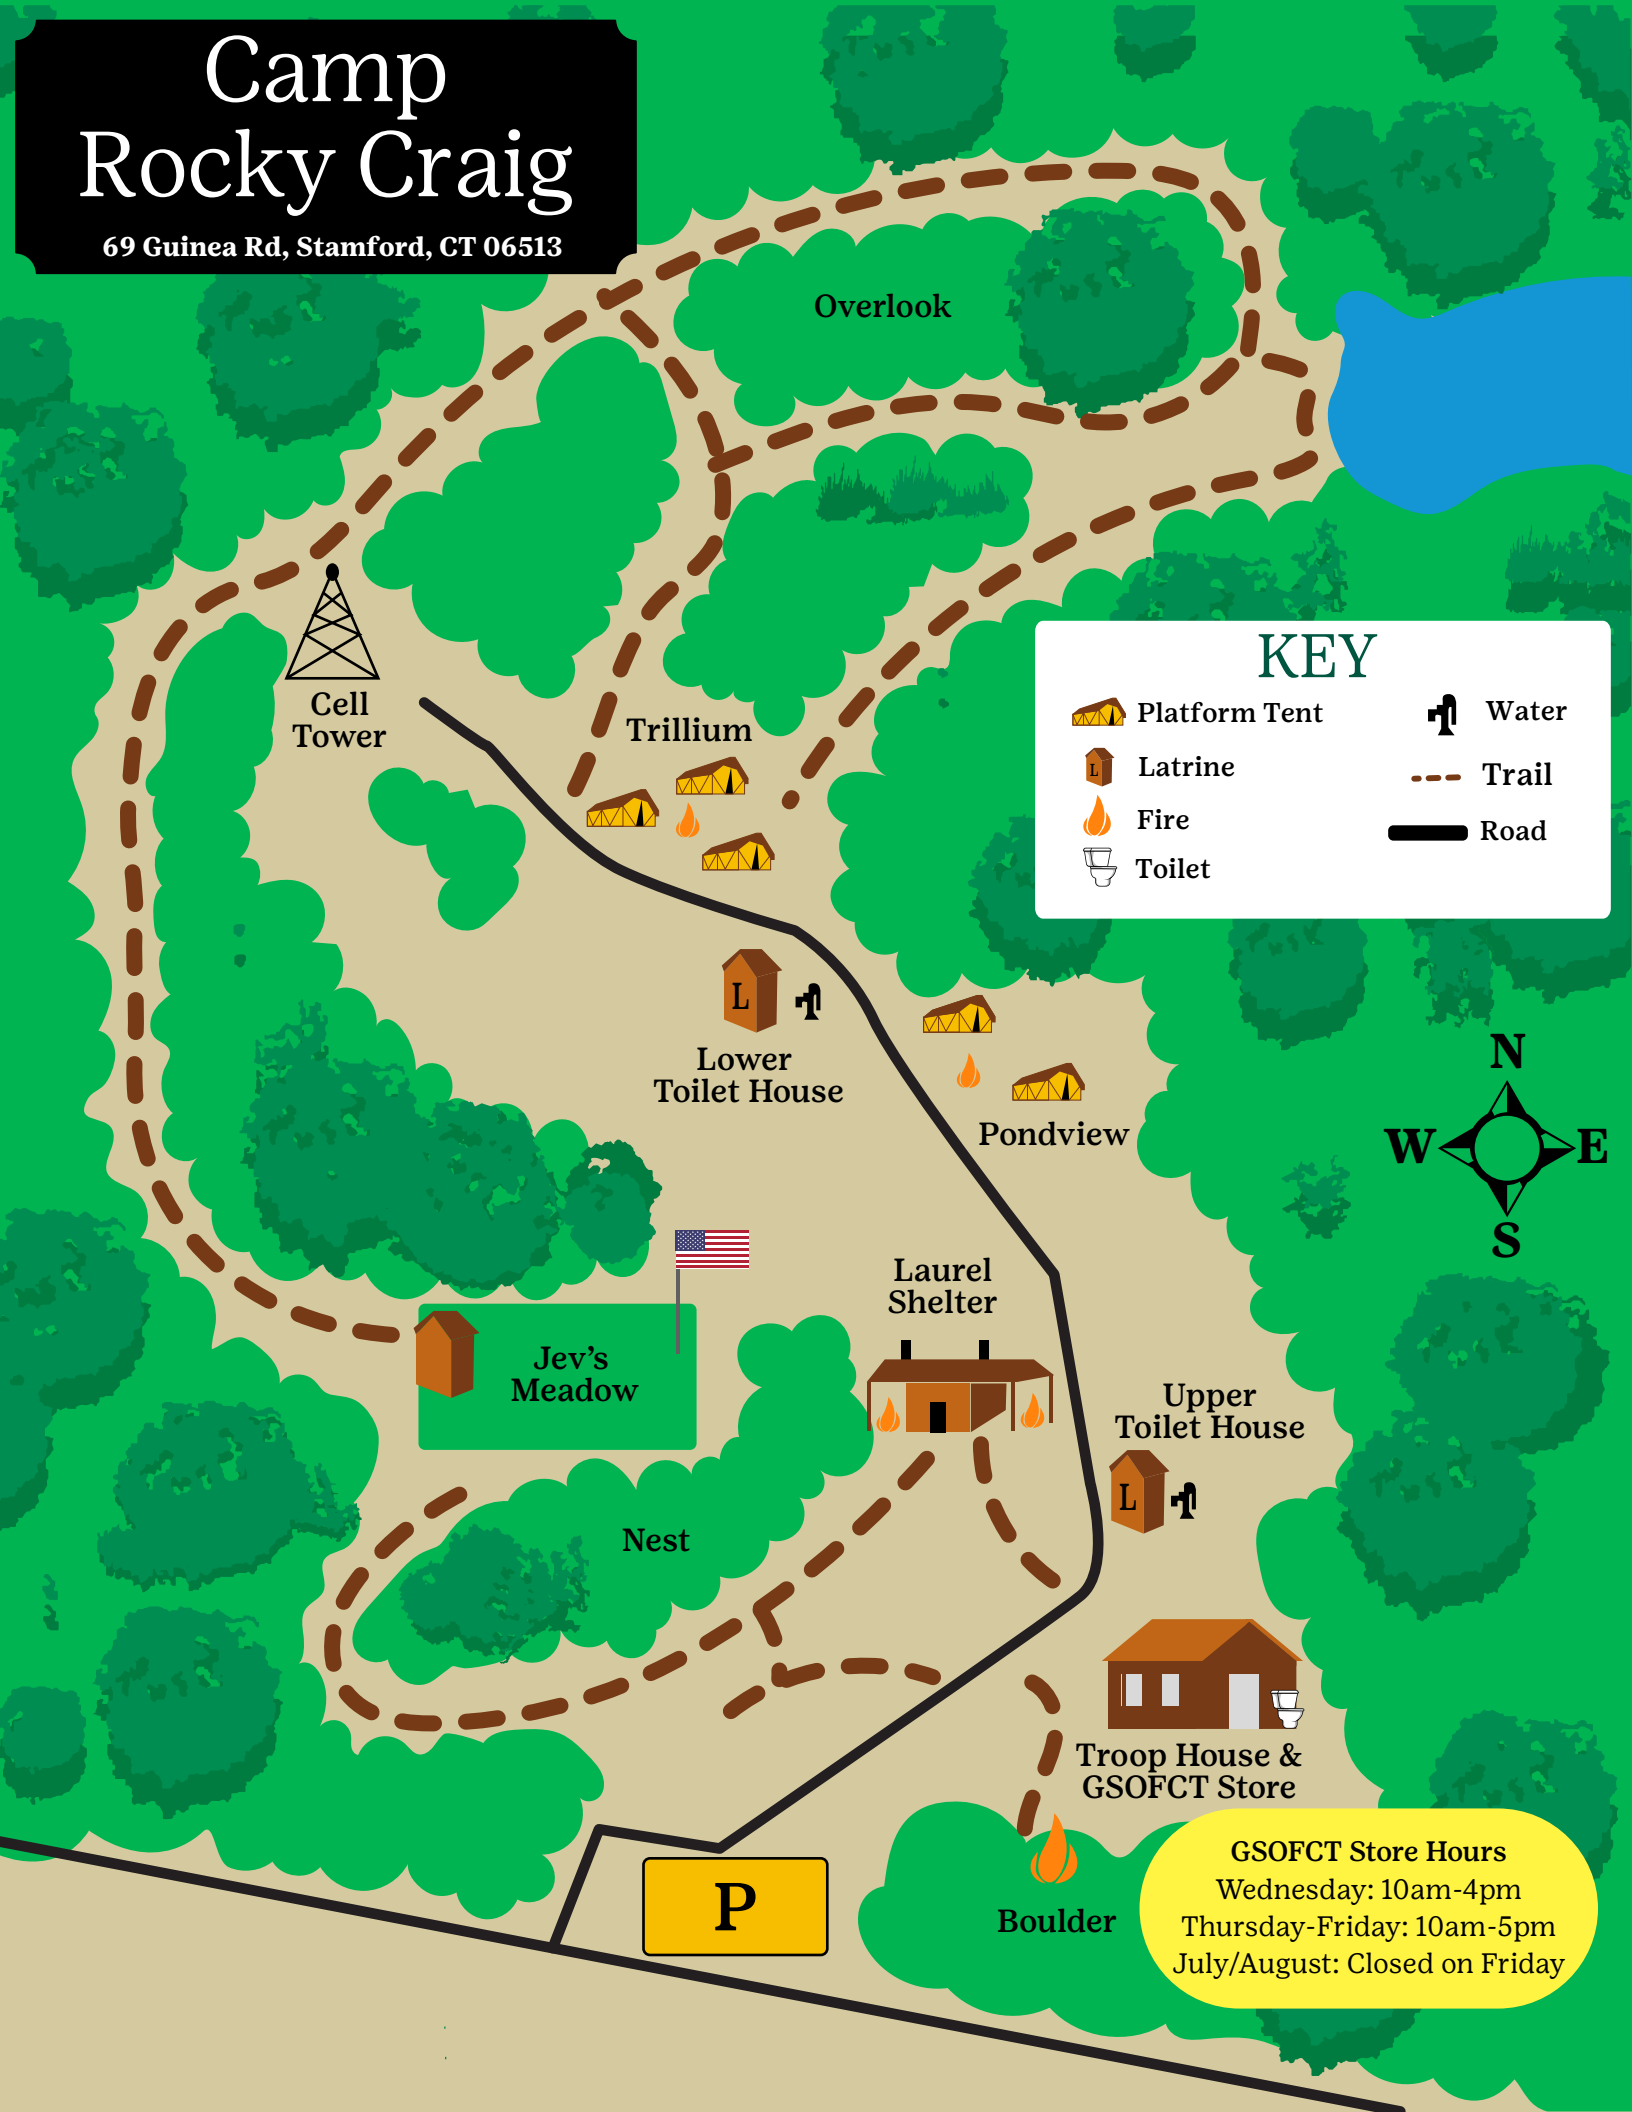 Camp
Rocky Craig
69 Guinea Rd, Stamford, CT 06513
Overlook
KEY
Platform Tent
Water
L
Latrine
Trail
Fire
Road
Toilet
Cell
Tower
Trillium
L
Lower
Toilet House
Pondview
N
W
E
S
Laurel
Shelter
Jev's
Meadow
Upper
Toilet House
L
Nest
Troop House &
GSOFCT Store
P
Boulder
GSOFCT Store Hours
Wednesday: 10am-4pm
Thursday-Friday: 10am-5pm
July/August: Closed on Friday